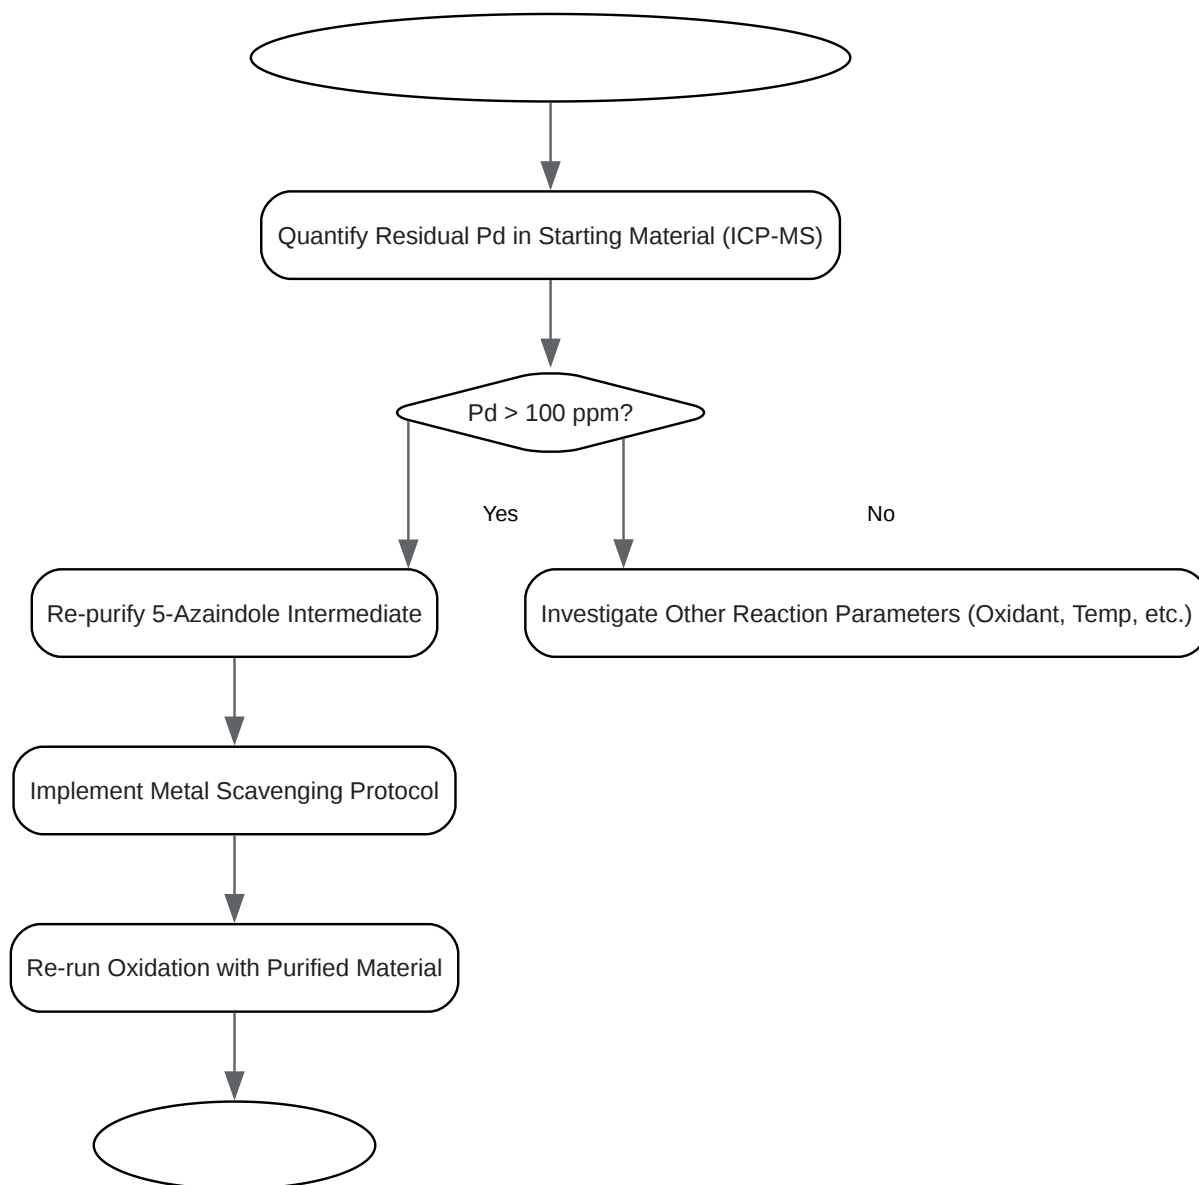 Quantify Residual Pd in Starting Material (ICP-MS)
Pd > 100 ppm?
Yes
No
Re-purify 5-Azaindole Intermediate
Investigate Other Reaction Parameters (Oxidant, Temp, etc.)
Implement Metal Scavenging Protocol
Re-run Oxidation with Purified Material